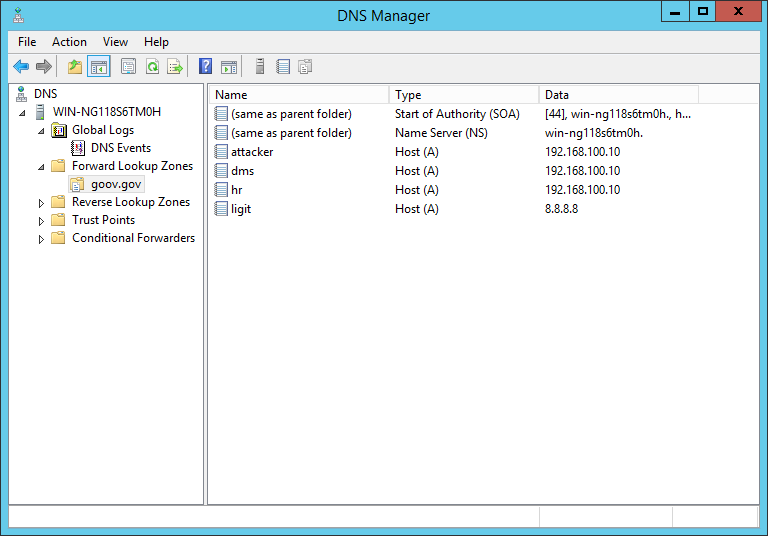 DNS Manager
File Action View Help
DNS
WIN-NG118S6TM0H
Global Logs
DNS Events
Forward Lookup Zones
goov.gov
Reverse Lookup Zones
Trust Points
Conditional Forwarders
Name Type Data
(same as parent folder) Start of Authority (SOA) [44], win-ng118s6tm0h., h...
(same as parent folder) Name Server (NS) win-ng118s6tm0h.
attacker Host (A) 192.168.100.10
dms Host (A) 192.168.100.10
hr Host (A) 192.168.100.10
ligit Host (A) 8.8.8.8